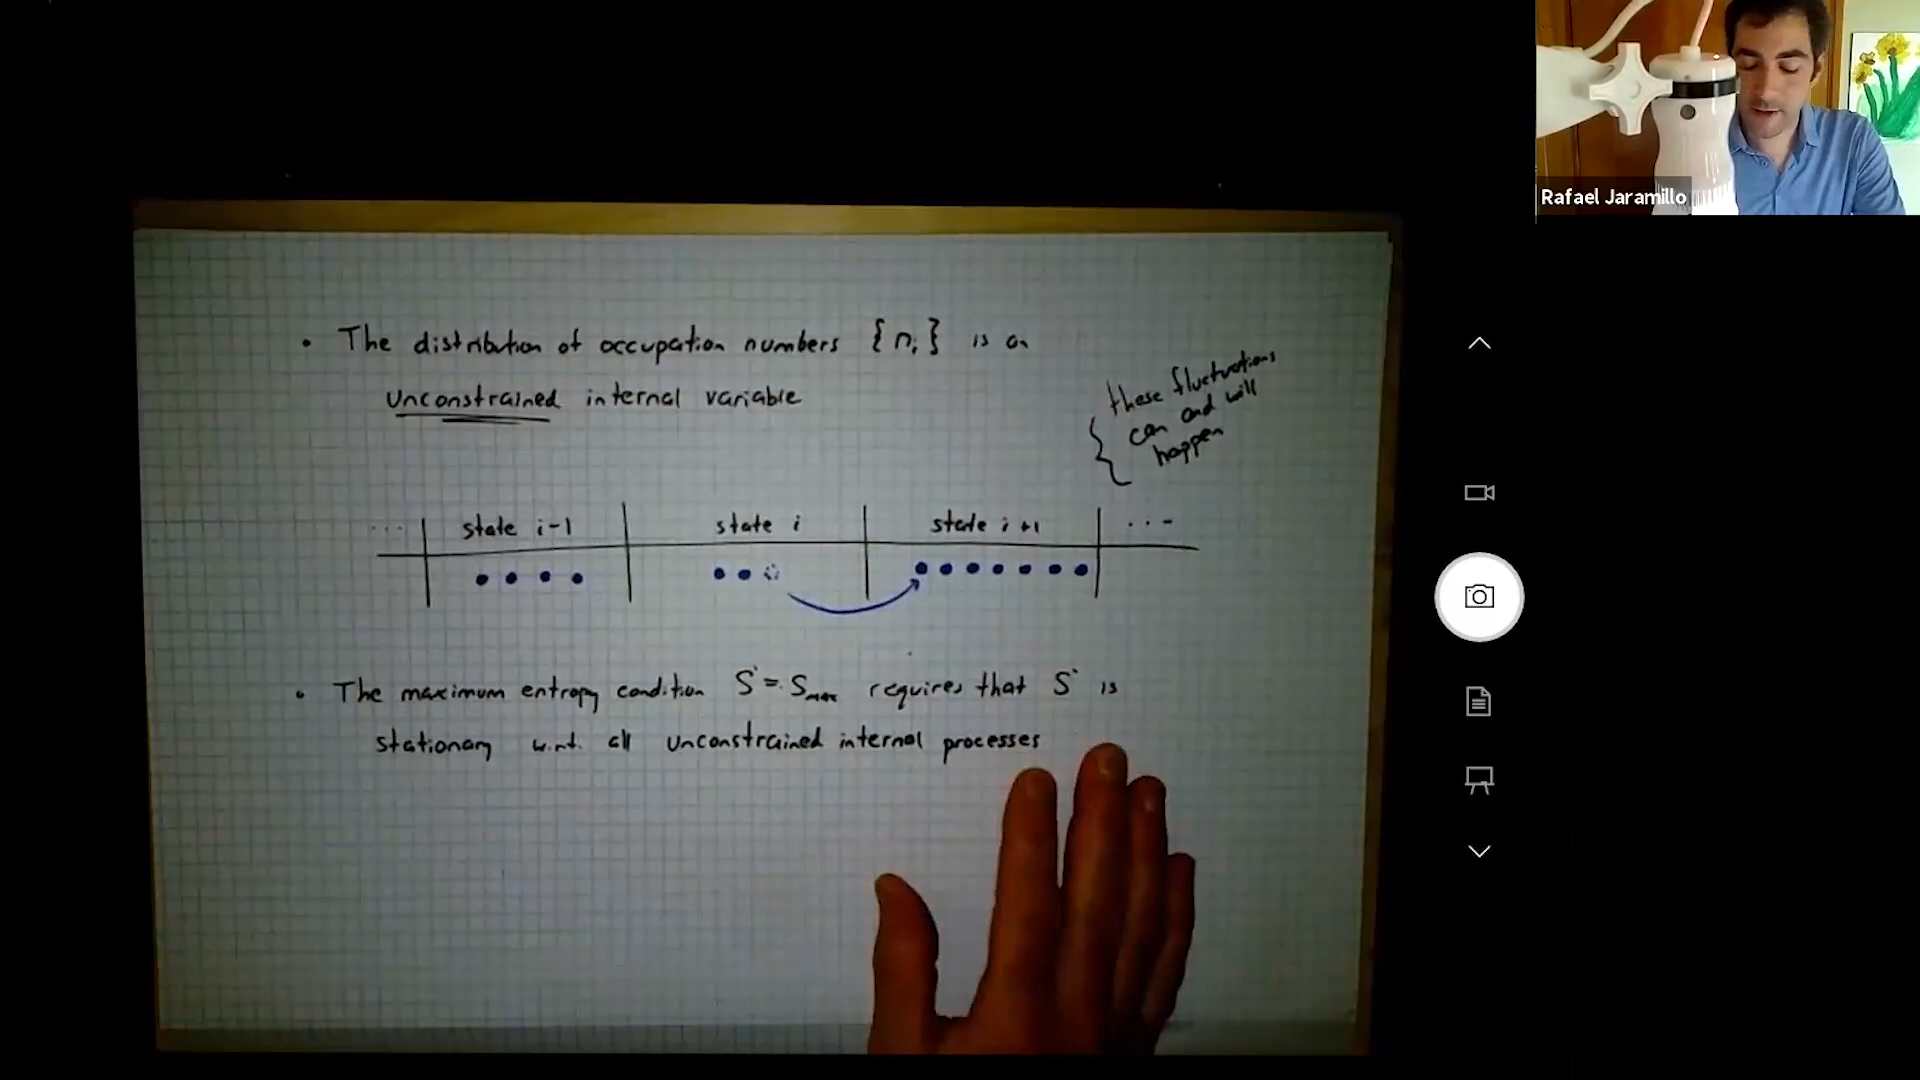 Rafael Jaramillo
• The distribution of occupation numbers {nᵢ} is an
unconstrained internal variable
these fluctuations
can and will
happen
... state i-1 state i state i+1 ...
• The maximum entropy condition S = Smax requires that S is
stationary w.r.t. all unconstrained internal processes